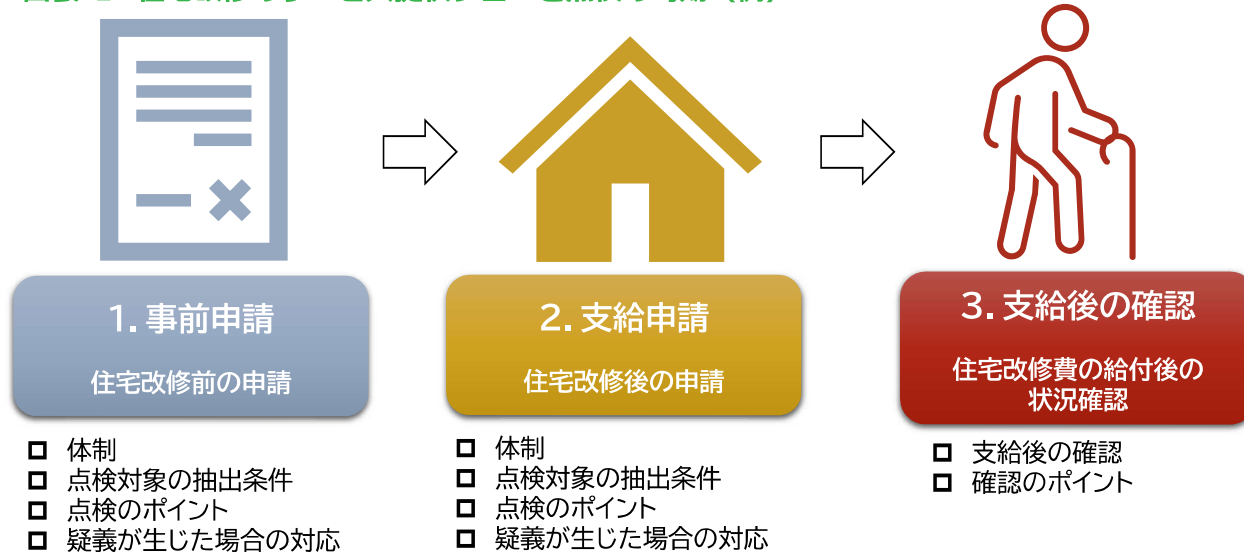 1. 事前申請
住宅改修前の申請
体制
点検対象の抽出条件
点検のポイント
疑義が生じた場合の対応
2. 支給申請
住宅改修後の申請
体制
点検対象の抽出条件
点検のポイント
疑義が生じた場合の対応
3. 支給後の確認
住宅改修費の給付後の
状況確認
支給後の確認
確認のポイント